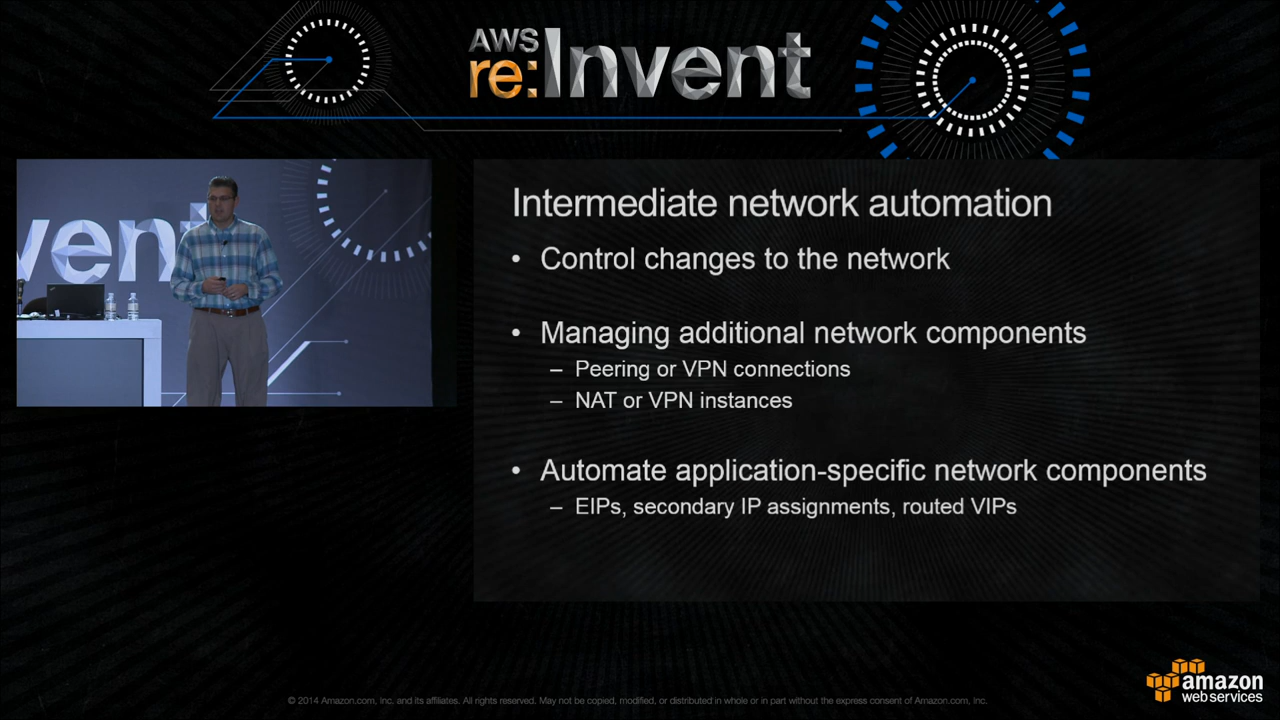 AWS
re:Invent
vent
Intermediate network automation
• Control changes to the network
• Managing additional network components
– Peering or VPN connections
– NAT or VPN instances
• Automate application-specific network components
– EIPs, secondary IP assignments, routed VIPs
© 2014 Amazon.com, Inc. and its affiliates. All rights reserved. May not be copied, modified, or distributed in whole or in part without the express consent of Amazon.com, Inc.
amazon
web services